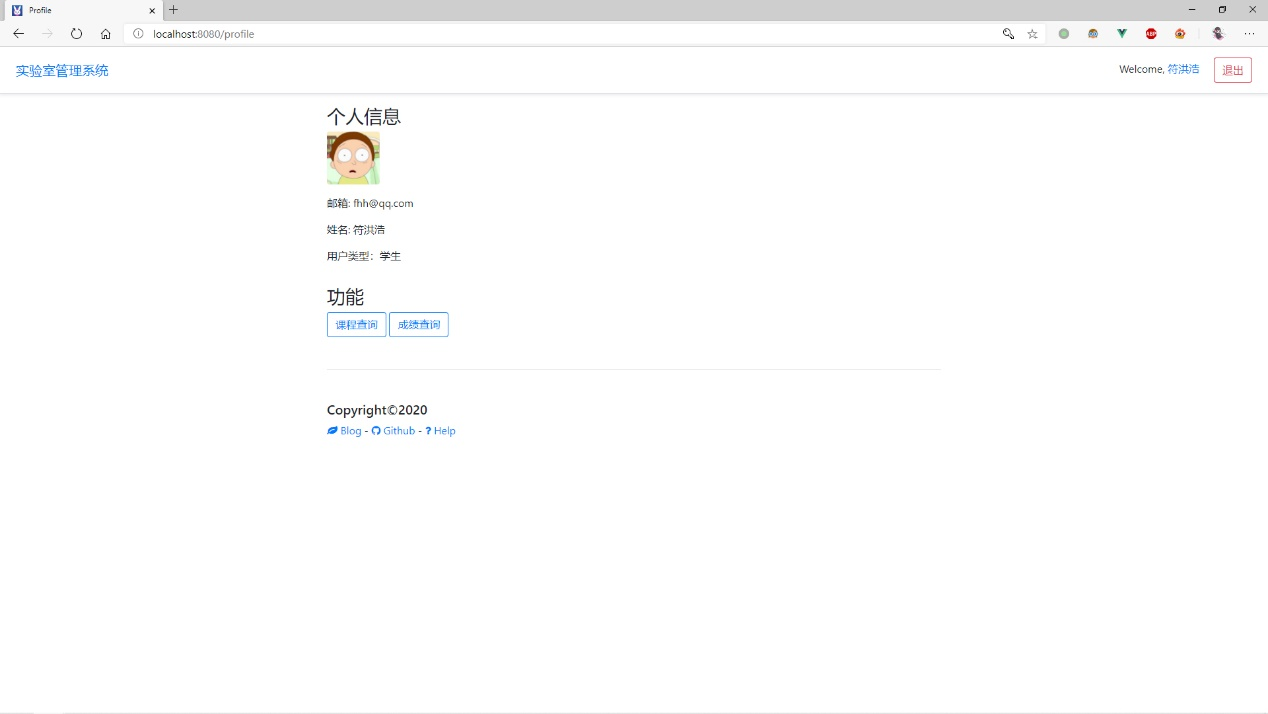 Profile
localhost:8080/profile
ABP
实验室管理系统
Welcome, 符洪浩
退出
个人信息
邮箱: fhh@qq.com
姓名: 符洪浩
用户类型: 学生
功能
课程查询 成绩查询
Copyright©2020
Blog - Github - ? Help